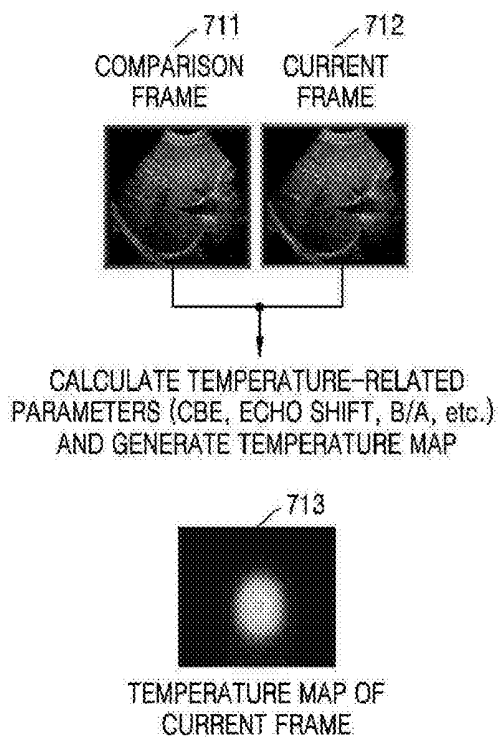 711
712
COMPARISON FRAME
CURRENT FRAME
CALCULATE TEMPERATURE-RELATED
PARAMETERS (CBE, ECHO SHIFT, B/A, etc.)
AND GENERATE TEMPERATURE MAP
713
TEMPERATURE MAP OF
CURRENT FRAME